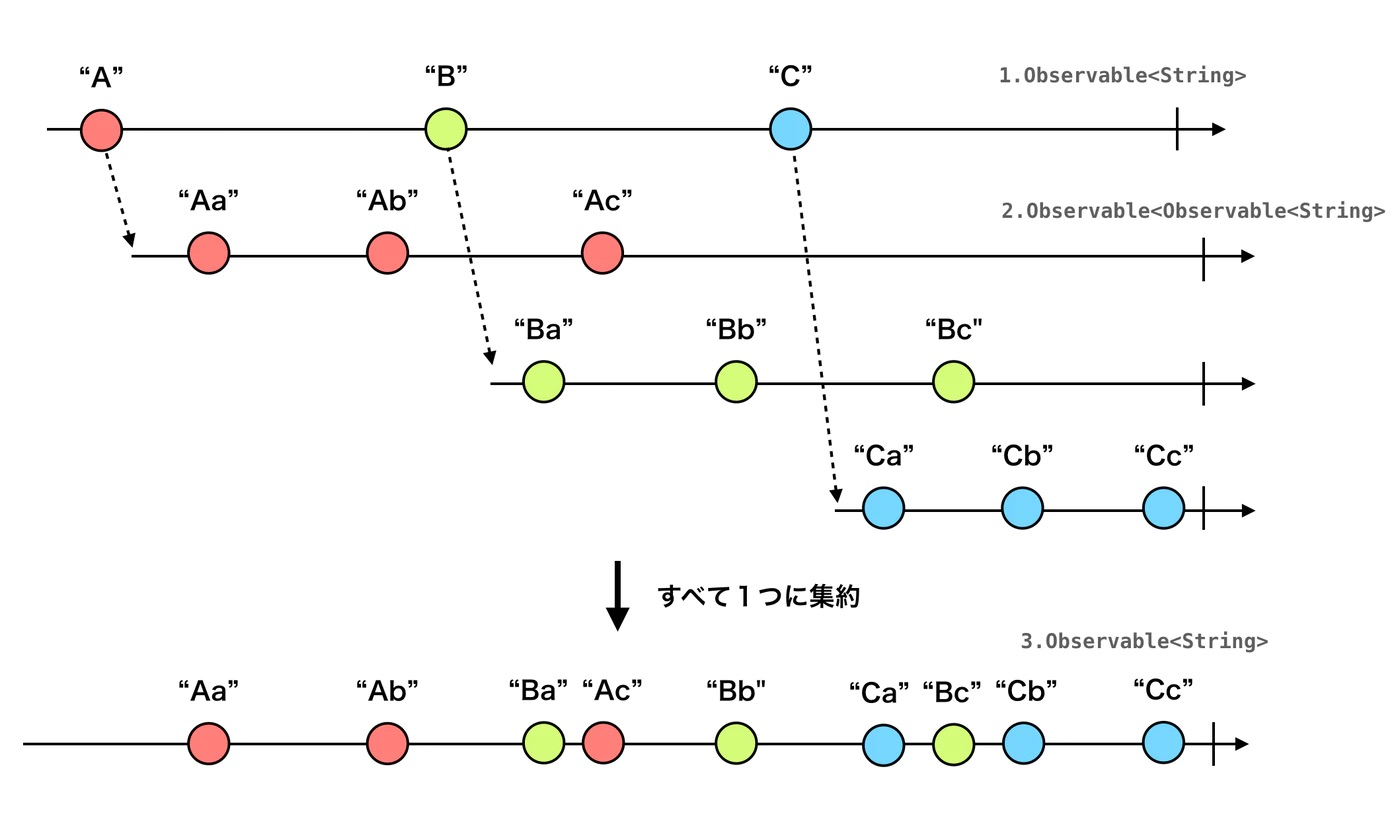 “A” “B” “C” 1.Observable<String>
“Aa” “Ab” “Ac” 2.Observable<Observable<String>
“Ba” “Bb” “Bc"
“Ca” “Cb” “Cc”
すべて１つに集約
3.Observable<String>
“Aa” “Ab” “Ba” “Ac” “Bb" “Ca” “Bc” “Cb” “Cc”